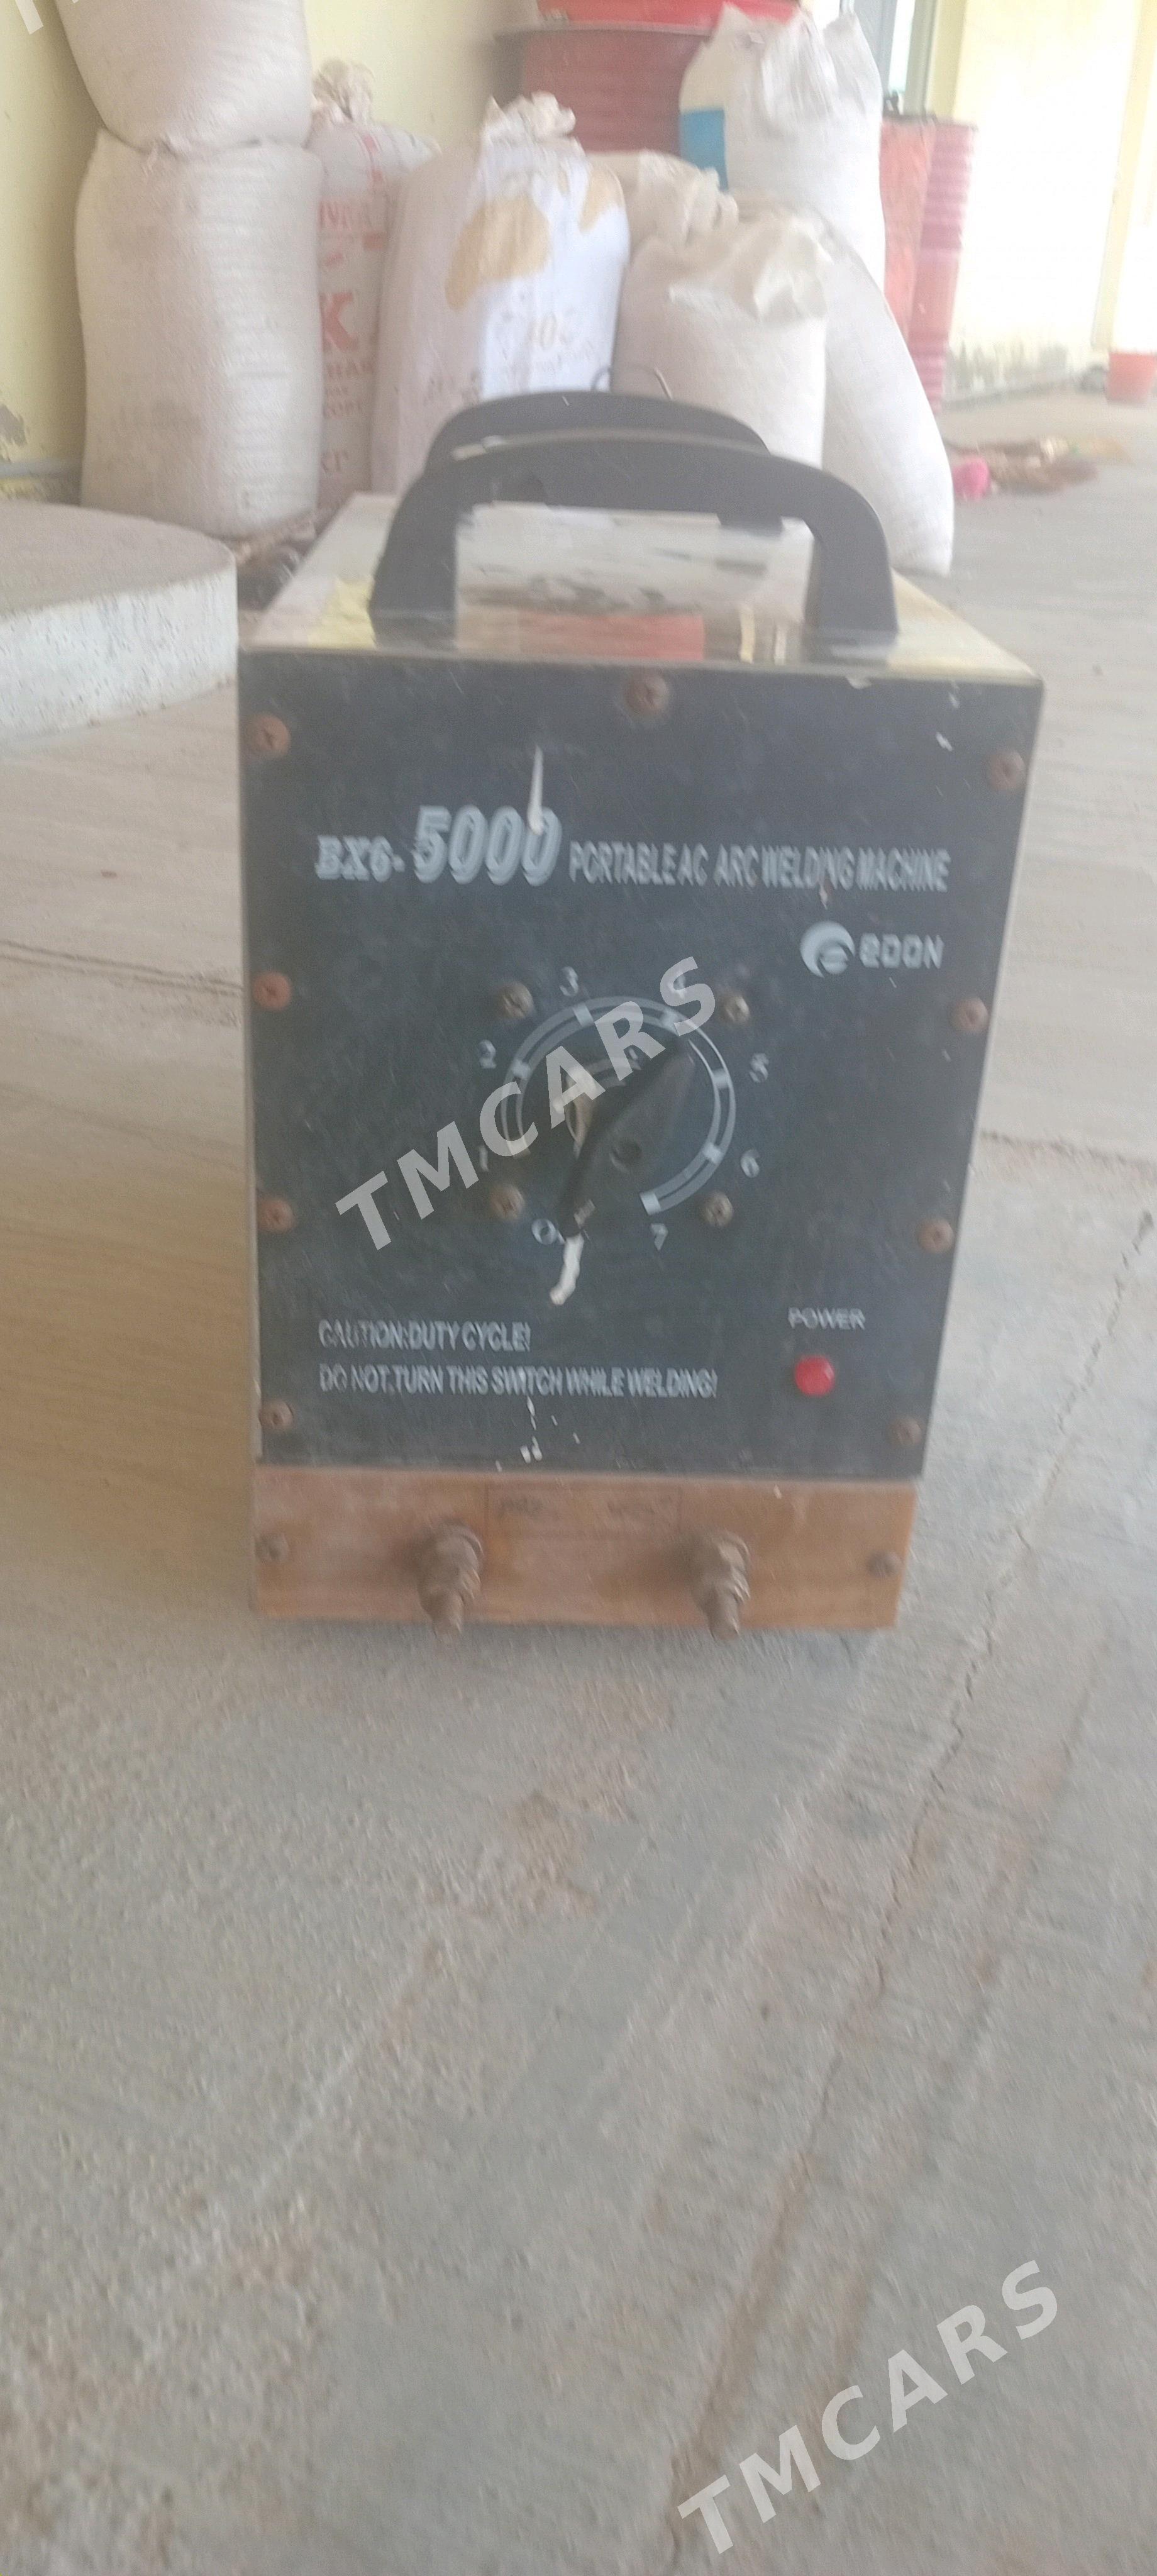 BX6-5000 PORTABLE AC ARC WELDING MACHINE
EDON
3
4
2
5
1
6
0
7
POWER
CAUTION:DUTY CYCLE!
DO NOT.TURN THIS SWITCH WHILE WELDING!
TMCARS
TMCARS